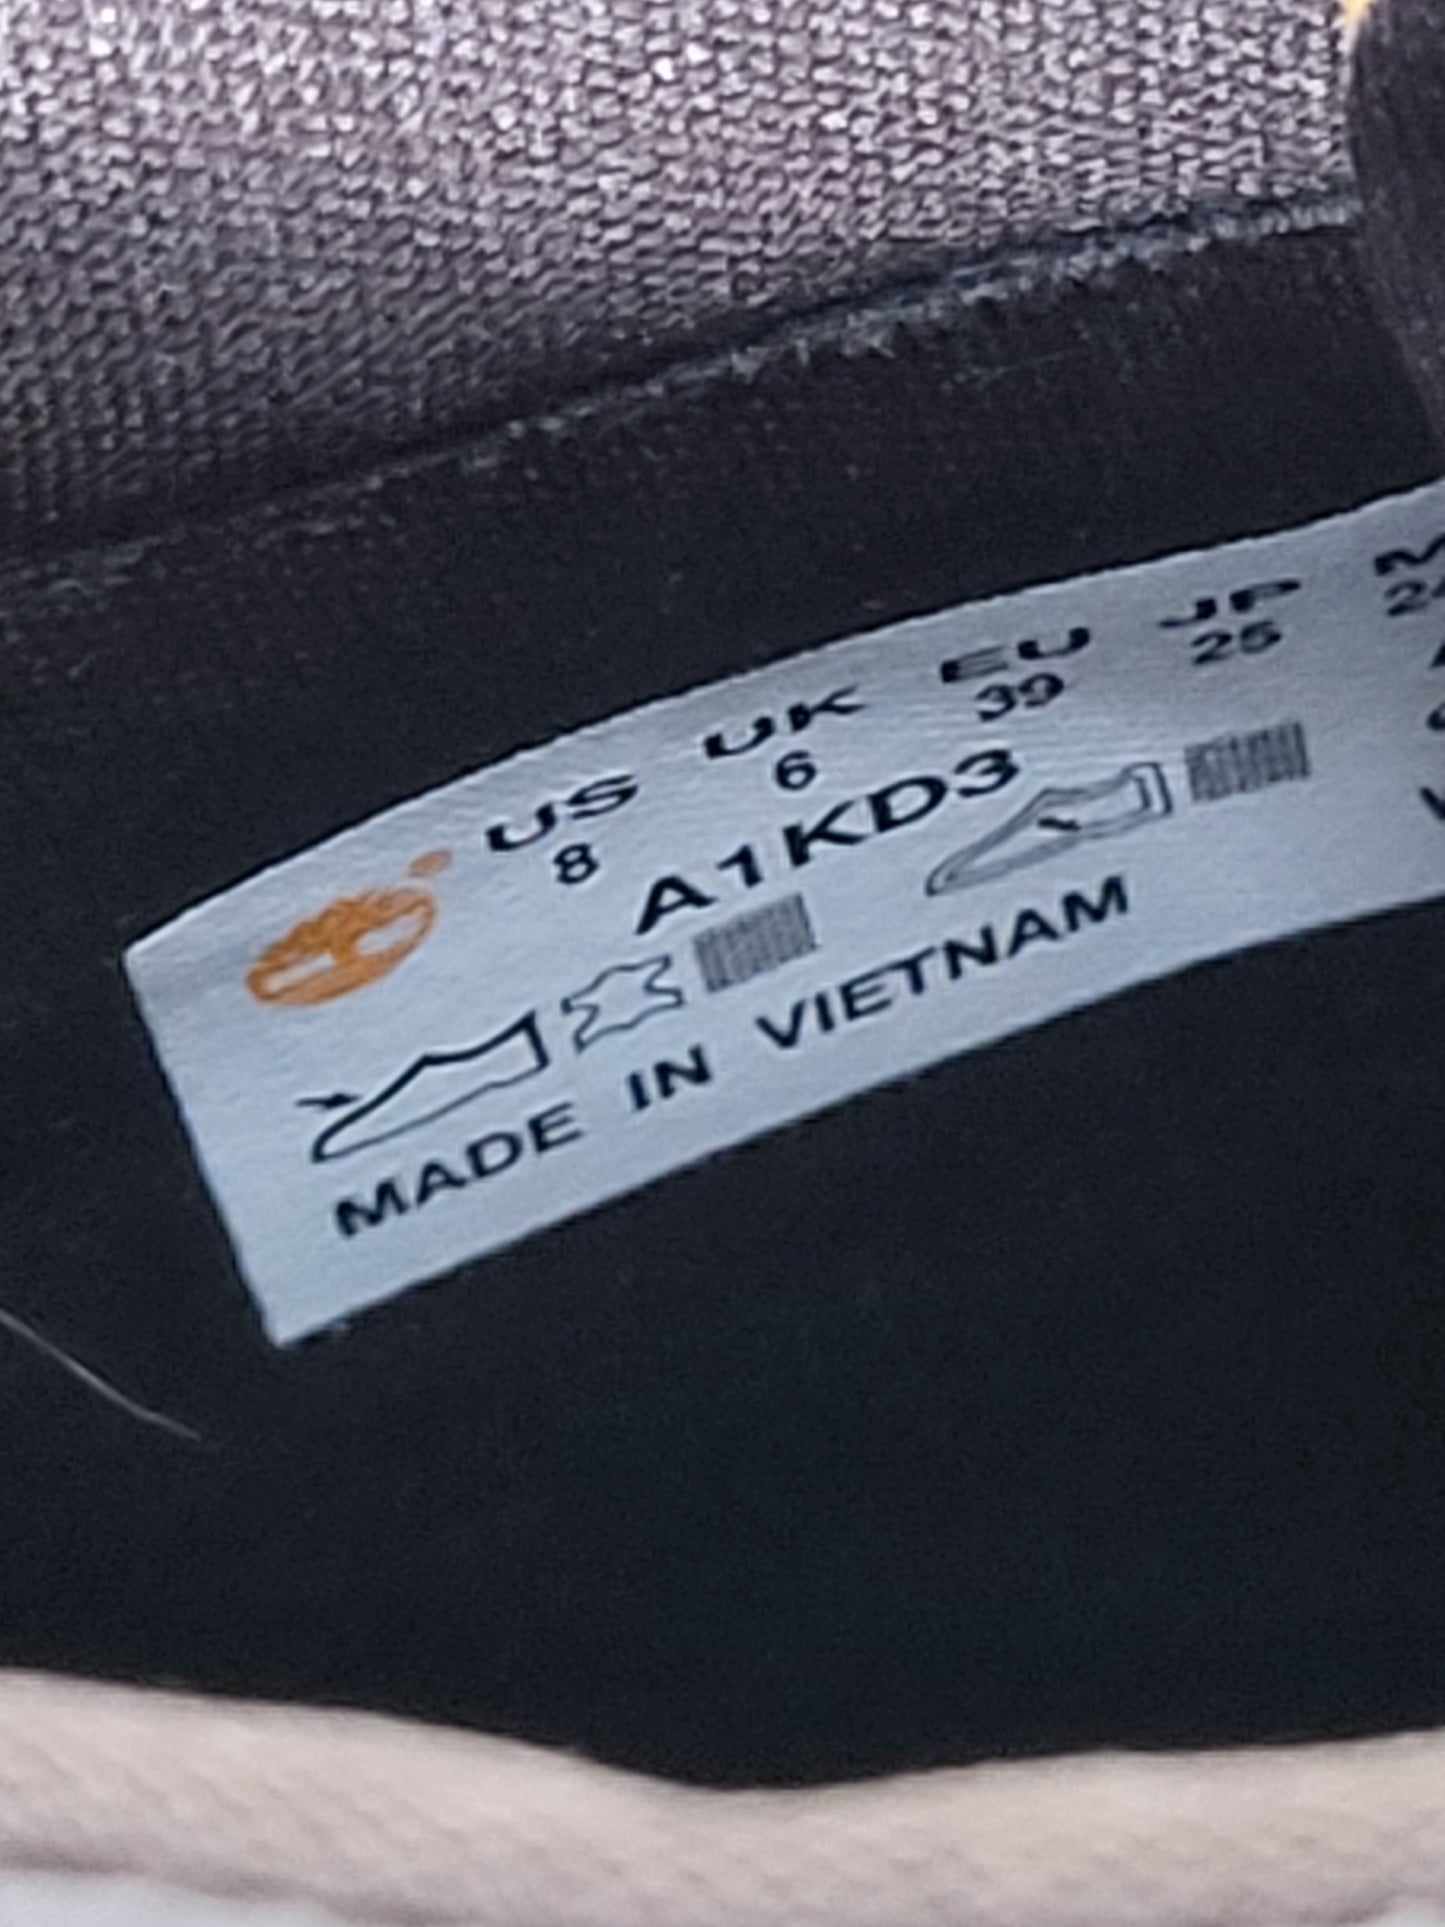 US UK EU JP
8 6 39 25
A1KD3
MADE IN VIETNAM